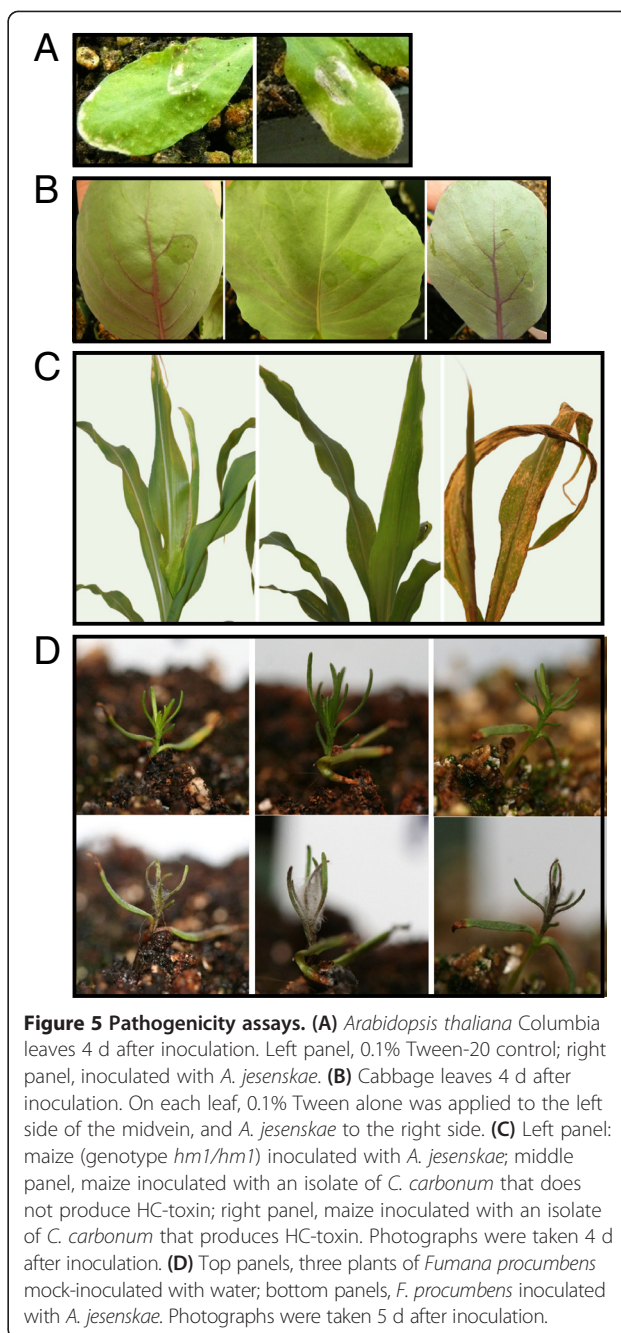 A
B
C
D
Figure 5 Pathogenicity assays. (A) Arabidopsis thaliana Columbia
leaves 4 d after inoculation. Left panel, 0.1% Tween-20 control; right
panel, inoculated with A. jesenskae. (B) Cabbage leaves 4 d after
inoculation. On each leaf, 0.1% Tween alone was applied to the left
side of the midvein, and A. jesenskae to the right side. (C) Left panel:
maize (genotype hm1/hm1) inoculated with A. jesenskae; middle
panel, maize inoculated with an isolate of C. carbonum that does
not produce HC-toxin; right panel, maize inoculated with an isolate
of C. carbonum that produces HC-toxin. Photographs were taken 4 d
after inoculation. (D) Top panels, three plants of Fumana procumbens
mock-inoculated with water; bottom panels, F. procumbens inoculated
with A. jesenskae. Photographs were taken 5 d after inoculation.